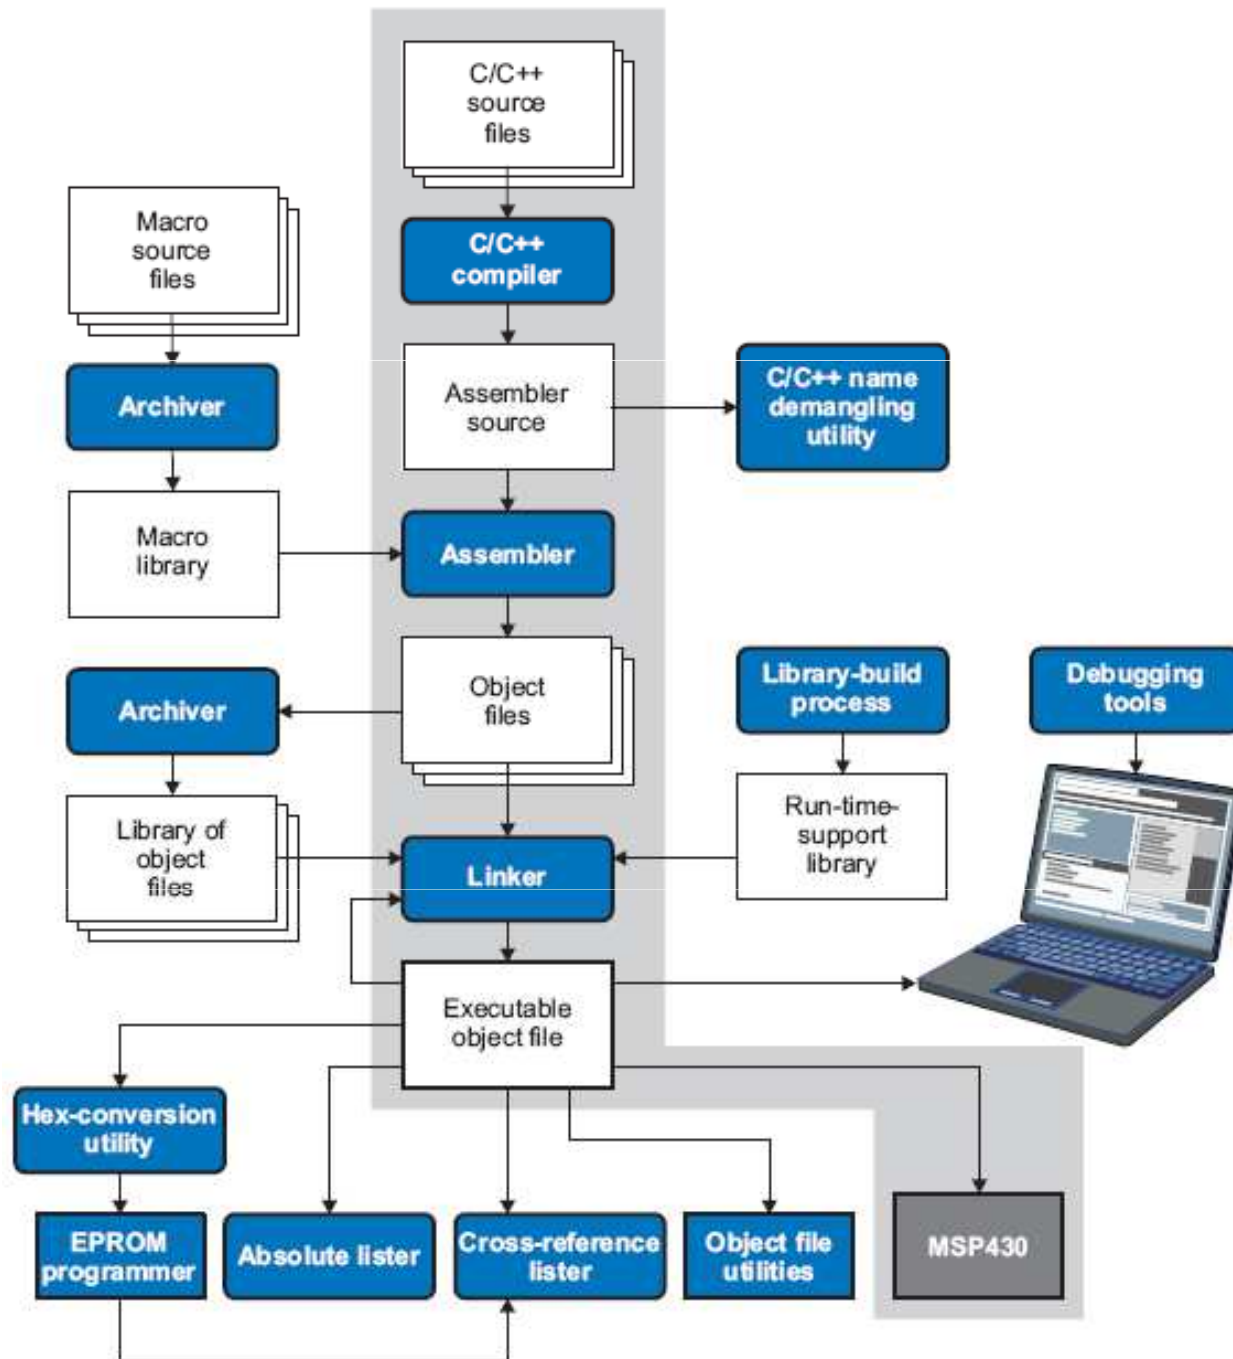 C/C++
source
files
Macro
source
files
C/C++
compiler
Archiver
Assembler
source
C/C++ name
demangling
utility
Macro
library
Assembler
Archiver
Object
files
Library-build
process
Debugging
tools
Library of
object
files
Linker
Run-time-
support
library
Executable
object file
Hex-conversion
utility
EPROM
programmer
Absolute lister
Cross-reference
lister
Object file
utilities
MSP430